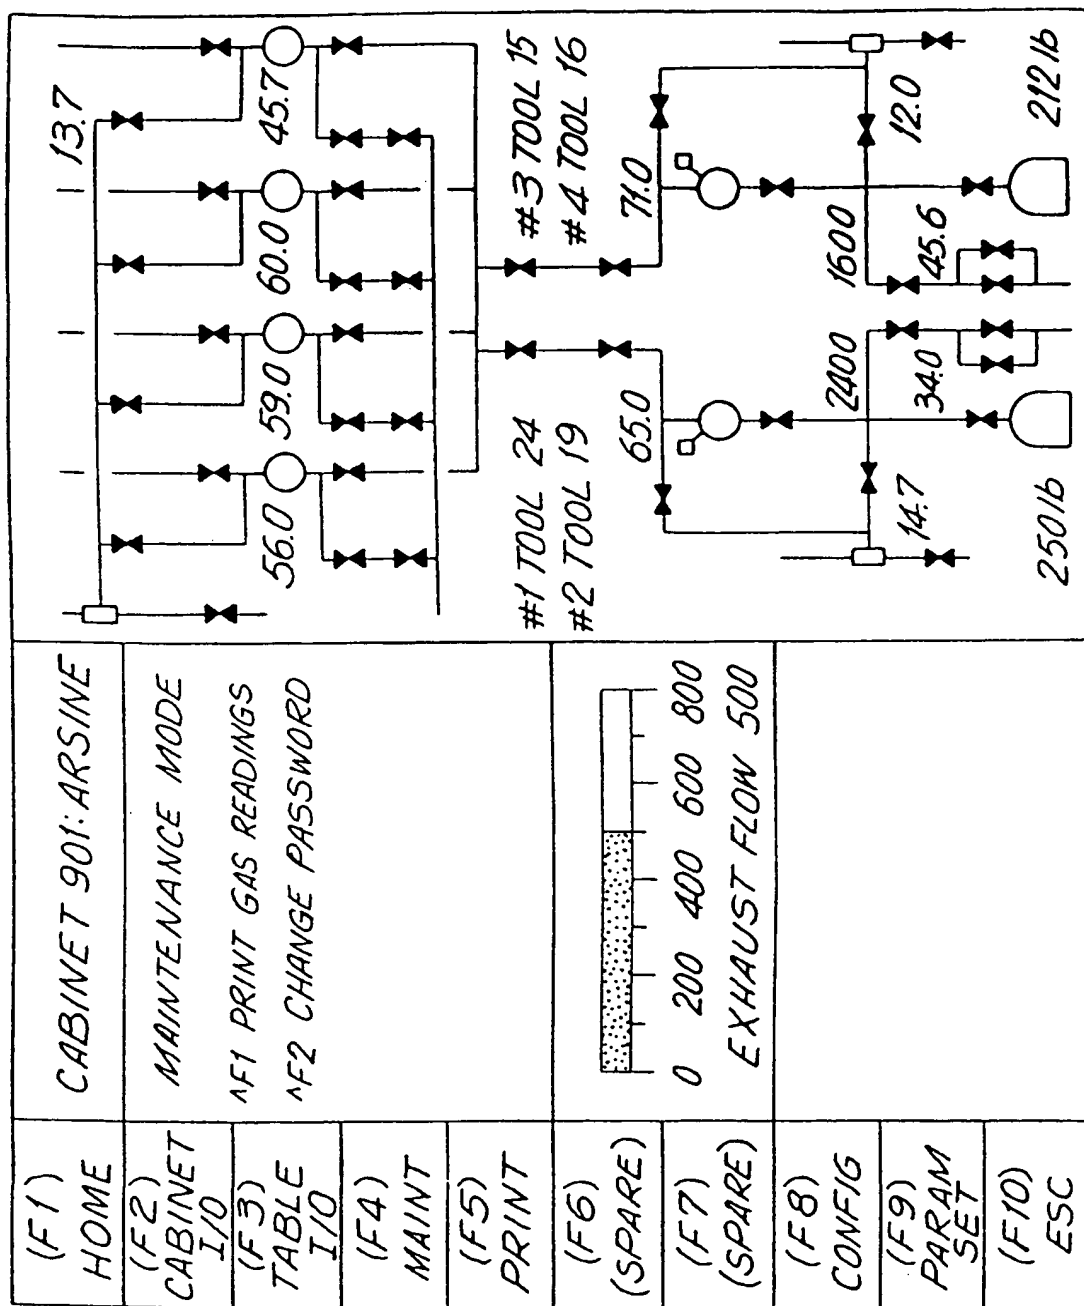 (F1)
HOME
(F2)
CABINET
I/O
(F3)
TABLE
I/O
(F4)
MAINT
(F5)
PRINT
(F6)
(SPARE)
(F7)
(SPARE)
(F8)
CONFIG
(F9)
PARAM
SET
(F10)
ESC
CABINET 901: ARSINE
MAINTENANCE MODE
^F1 PRINT GAS READINGS
^F2 CHANGE PASSWORD
0 200 400 600 800
EXHAUST FLOW 500
13.7
56.0 59.0 60.0 45.7
#1 TOOL 24
#2 TOOL 19
#3 TOOL 15
#4 TOOL 16
65.0 71.0
2400 1600
14.7 34.0 45.6 12.0
250 lb 212 lb